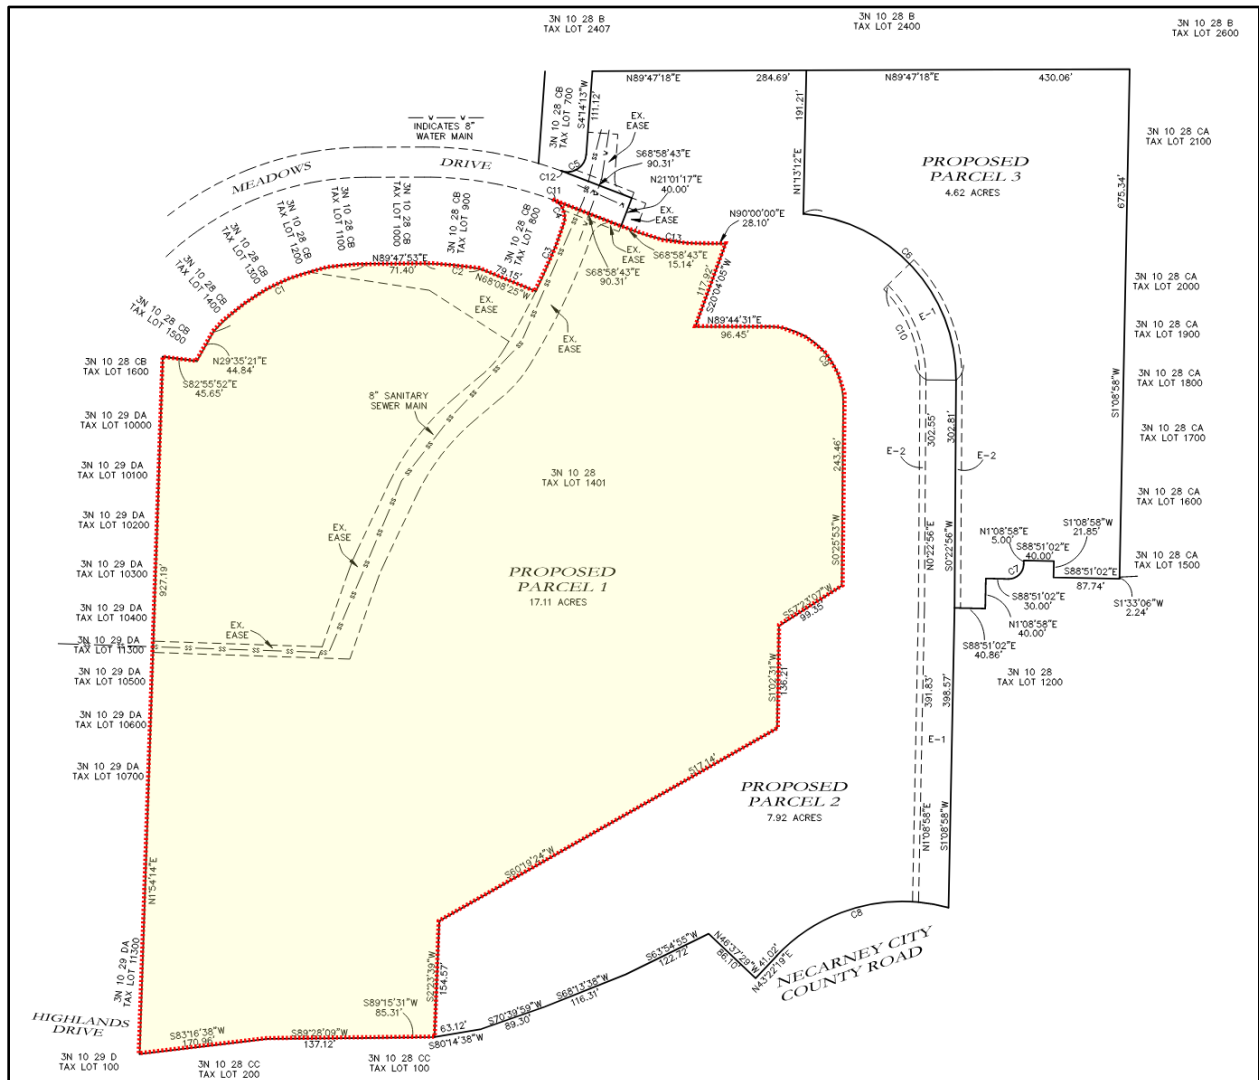 3N 10 28 B
TAX LOT 2407
3N 10 28 B
TAX LOT 2400
3N 10 28 B
TAX LOT 2600
N89°47'18"E
284.69'
N89°47'18"E
430.06'
3N 10 28 CB
TAX LOT 700
S4°14'13"W
111.12'
191.21'
N1°13'12"E
EX.
EASE
INDICATES 8"
WATER MAIN
MEADOWS
DRIVE
C5
C12
S68°58'43"E
90.31'
N21°01'17"E
40.00'
EX.
EASE
3N 10 28 CA
TAX LOT 2100
PROPOSED
PARCEL 3
4.62 ACRES
675.34'
S1°08'58"W
C11
C4
C3
EX.
EASE
C13
N90°00'00"E
28.10'
S68°58'43"E
15.14'
S68°58'43"E
90.31'
117.92'
S20°04'05"W
N89°44'31"E
96.45'
C9
C6
C10
E-1
3N 10 28 CA
TAX LOT 2000
3N 10 28 CA
TAX LOT 1900
3N 10 28 CA
TAX LOT 1800
3N 10 28 CA
TAX LOT 1700
3N 10 28 CA
TAX LOT 1600
3N 10 28 CA
TAX LOT 1500
3N 10 28 CB
TAX LOT 800
3N 10 28 CB
TAX LOT 900
3N 10 28 CB
TAX LOT 1000
3N 10 28 CB
TAX LOT 1100
3N 10 28 CB
TAX LOT 1200
3N 10 28 CB
TAX LOT 1300
3N 10 28 CB
TAX LOT 1400
3N 10 28 CB
TAX LOT 1500
3N 10 28 CB
TAX LOT 1600
N89°47'53"E
71.40'
C2
79.15'
N68°08'25"W
C1
EX.
EASE
EX.
EASE
N29°35'21"E
44.84'
S82°55'52"E
45.65'
8" SANITARY
SEWER MAIN
3N 10 29 DA
TAX LOT 10000
3N 10 29 DA
TAX LOT 10100
3N 10 29 DA
TAX LOT 10200
3N 10 29 DA
TAX LOT 10300
3N 10 29 DA
TAX LOT 10400
3N 10 29 DA
TAX LOT 11300
3N 10 29 DA
TAX LOT 10500
3N 10 29 DA
TAX LOT 10600
3N 10 29 DA
TAX LOT 10700
927.19'
N1°54'14"E
3N 10 28
TAX LOT 1401
EX.
EASE
EX.
EASE
PROPOSED
PARCEL 1
17.11 ACRES
243.46'
S0°25'53"W
S57°23'07"W
99.35'
S1°02'31"W
136.21'
517.14'
S60°19'24"W
302.55'
302.81'
E-2
E-2
N0°22'56"E
S0°22'56"W
N1°08'58"E
5.00'
S88°51'02"E
40.00'
S1°08'58"W
21.85'
C7
S88°51'02"E
87.74'
S88°51'02"E
30.00'
S1°33'06"W
2.24'
N1°08'58"E
40.00'
S88°51'02"E
40.86'
3N 10 28
TAX LOT 1200
391.83'
398.57'
E-1
N1°08'58"E
S1°08'58"W
PROPOSED
PARCEL 2
7.92 ACRES
C8
NECARNEY CITY
COUNTY ROAD
N46°37'29"W
86.10'
41.02'
N43°22'19"E
S63°54'55"W
122.72'
S68°13'38"W
116.31'
S70°39'59"W
89.30'
63.12'
S80°14'38"W
S2°23'39"W
154.57'
S89°15'31"W
85.31'
S89°28'09"W
137.12'
S83°16'38"W
170.96'
3N 10 29 DA
TAX LOT 11300
HIGHLANDS
DRIVE
3N 10 29 D
TAX LOT 100
3N 10 28 CC
TAX LOT 200
3N 10 28 CC
TAX LOT 100